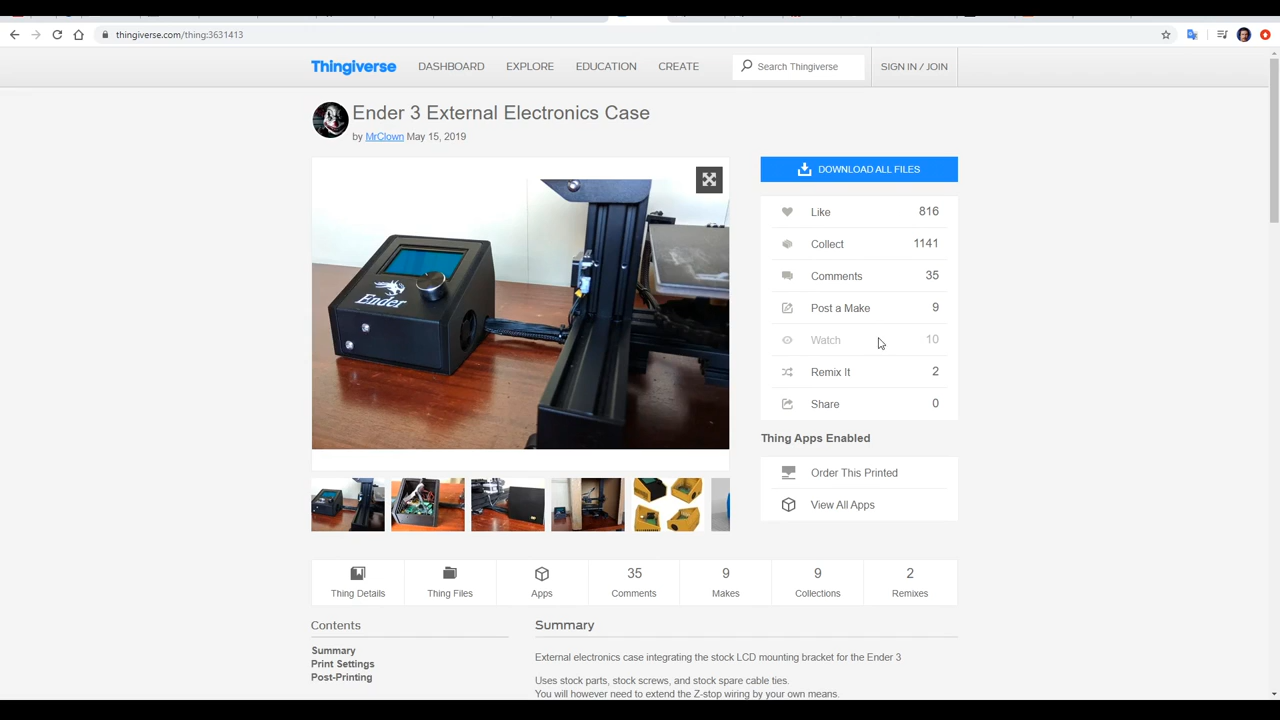 thingiverse.com/thing:3631413
Thingiverse
DASHBOARD
EXPLORE
EDUCATION
CREATE
Search Thingiverse
SIGN IN / JOIN
Ender 3 External Electronics Case
by MrClown May 15, 2019
DOWNLOAD ALL FILES
Like 816
Collect 1141
Comments 35
Post a Make 9
Watch 10
Remix It 2
Share 0
Ender
Thing Apps Enabled
Order This Printed
View All Apps
Thing Details
Thing Files
Apps
35 Comments
9 Makes
9 Collections
2 Remixes
Contents
Summary
Print Settings
Post-Printing
Summary
External electronics case integrating the stock LCD mounting bracket for the Ender 3
Uses stock parts, stock screws, and stock spare cable ties.
You will however need to extend the Z-stop wiring by your own means.